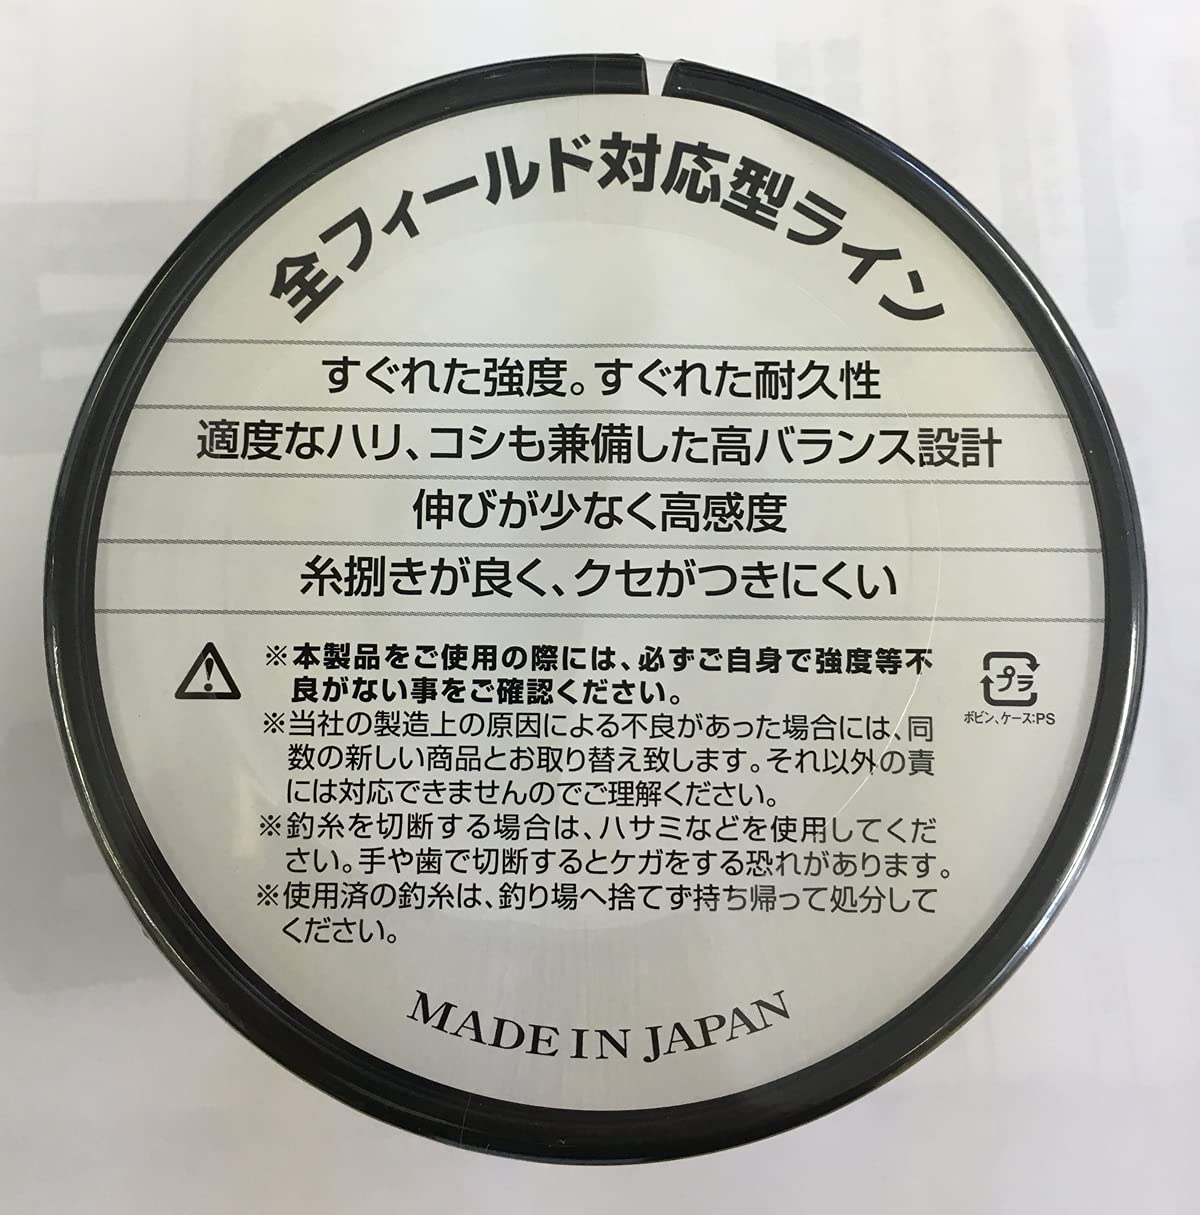 全フィールド対応型ライン
すぐれた強度。すぐれた耐久性
適度なハリ、コシも兼備した高バランス設計
伸びが少なく高感度
糸捌きが良く、クセがつきにくい
※本製品をご使用の際には、必ずご自身で強度等不
良がない事をご確認ください。
プラ
ボビン、ケース:PS
※当社の製造上の原因による不良があった場合には、同
数の新しい商品とお取り替え致します。それ以外の責
には対応できませんのでご理解ください。
※釣糸を切断する場合は、ハサミなどを使用してくだ
さい。手や歯で切断するとケガをする恐れがあります。
※使用済の釣糸は、釣り場へ捨てず持ち帰って処分して
ください。
MADE IN JAPAN